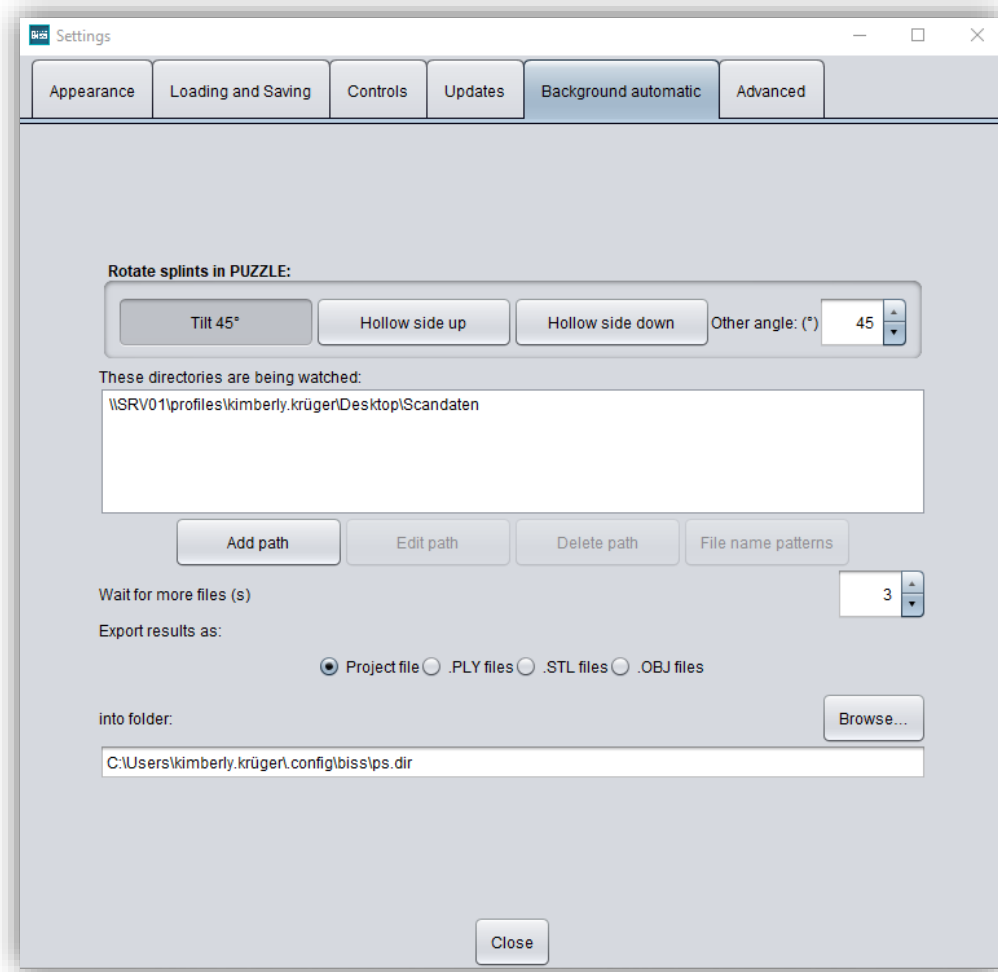 BiSS Settings
Appearance Loading and Saving Controls Updates Background automatic Advanced
Rotate splints in PUZZLE:
Tilt 45° Hollow side up Hollow side down Other angle: (°) 45
These directories are being watched:
\\SRV01\profiles\kimberly.krüger\Desktop\Scandaten
Add path Edit path Delete path File name patterns
Wait for more files (s) 3
Export results as:
Project file .PLY files .STL files .OBJ files
into folder: Browse...
C:\Users\kimberly.krüger\.config\biss\ps.dir
Close